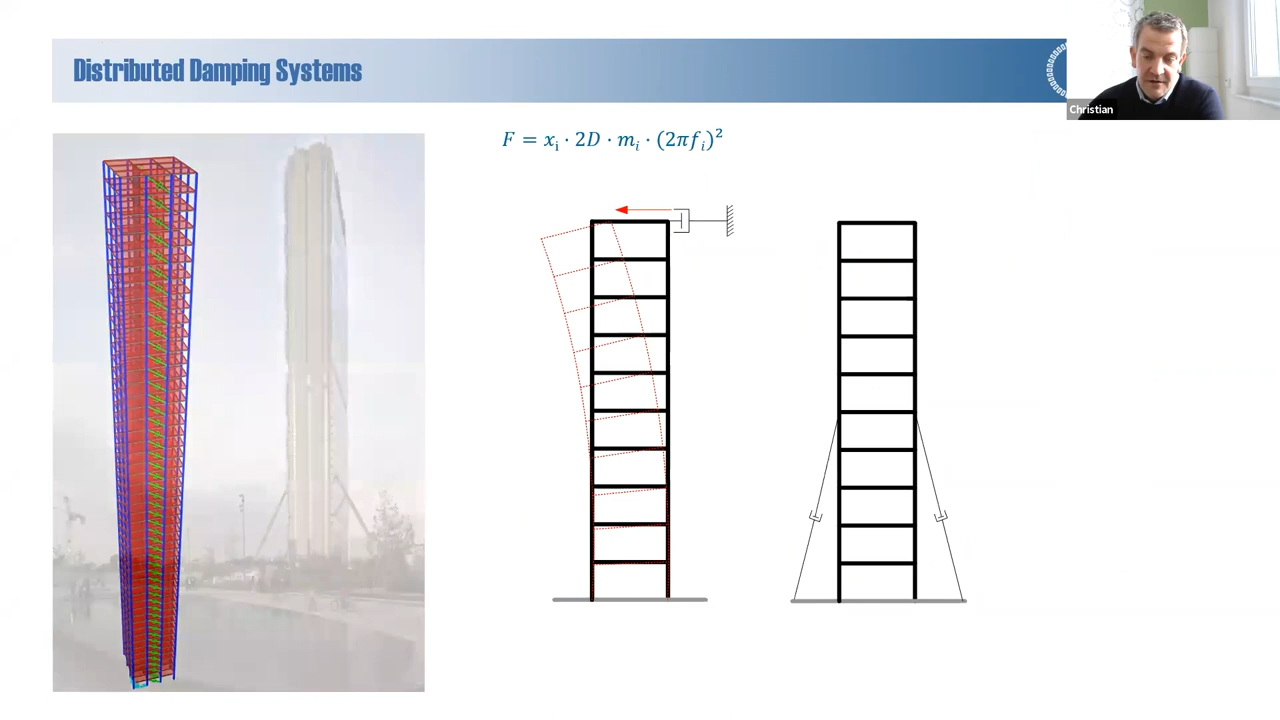 Distributed Damping Systems
Christian
F = xᵢ · 2D · mᵢ · (2πfᵢ)²